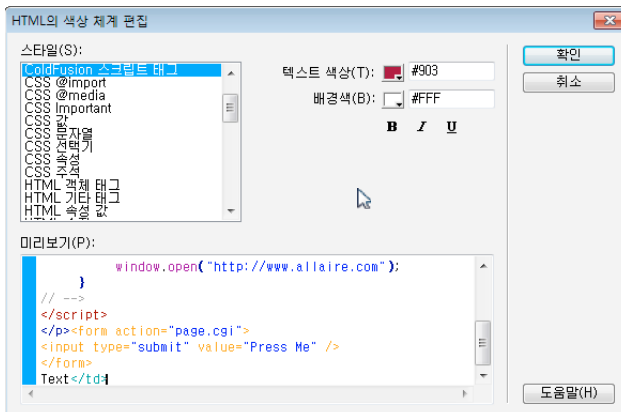 HTML의 색상 체계 편집
스타일(S):
ColdFusion 스크립트 태그
CSS @import
CSS @media
CSS Important
CSS 값
CSS 문자열
CSS 선택기
CSS 속성
CSS 주석
HTML 객체 태그
HTML 기타 태그
HTML 속성 값
텍스트 색상(T): #903
배경색(B): #FFF
B I U
확인
취소
미리보기(P):
window.open("http://www.allaire.com");
}
// -->
</script>
</p><form action="page.cgi">
<input type="submit" value="Press Me" />
</form>
Text</td>
도움말(H)